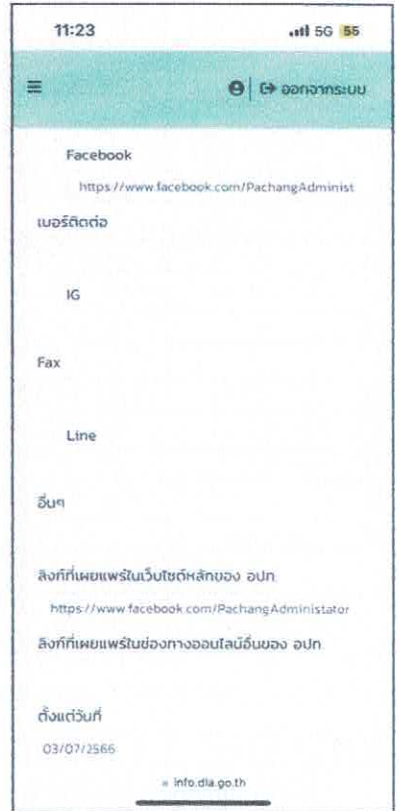 11:23 5G 55
ออกจากระบบ
Facebook
https://www.facebook.com/PachangAdminist
เบอร์ติดต่อ
IG
Fax
Line
อื่นๆ
ลิงก์ที่เผยแพร่ในเว็บไซต์หลักของ อปท.
https://www.facebook.com/PachangAdministator
ลิงก์ที่เผยแพร่ในช่องทางออนไลน์อื่นของ อปท.
ตั้งแต่วันที่
03/07/2566
info.dla.go.th